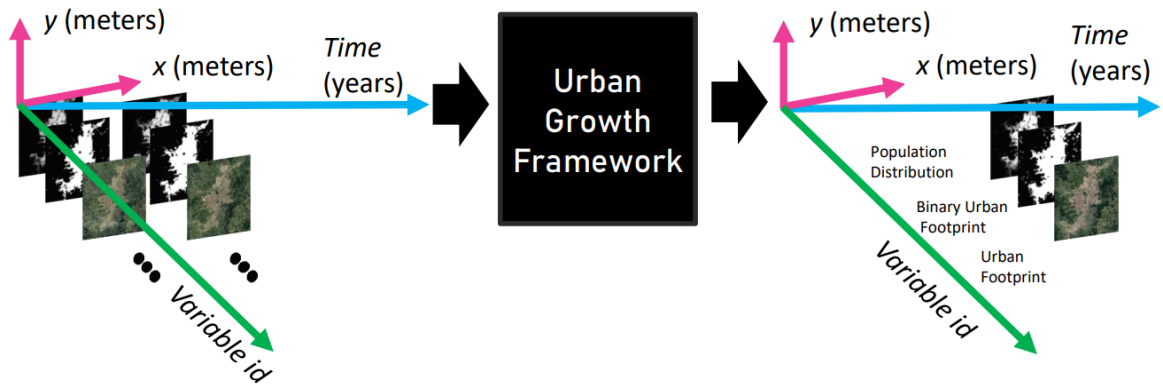 y (meters)
Time
(years)
x (meters)
Variable id
Urban
Growth
Framework
y (meters)
Time
(years)
x (meters)
Population
Distribution
Binary Urban
Footprint
Urban
Footprint
Variable id